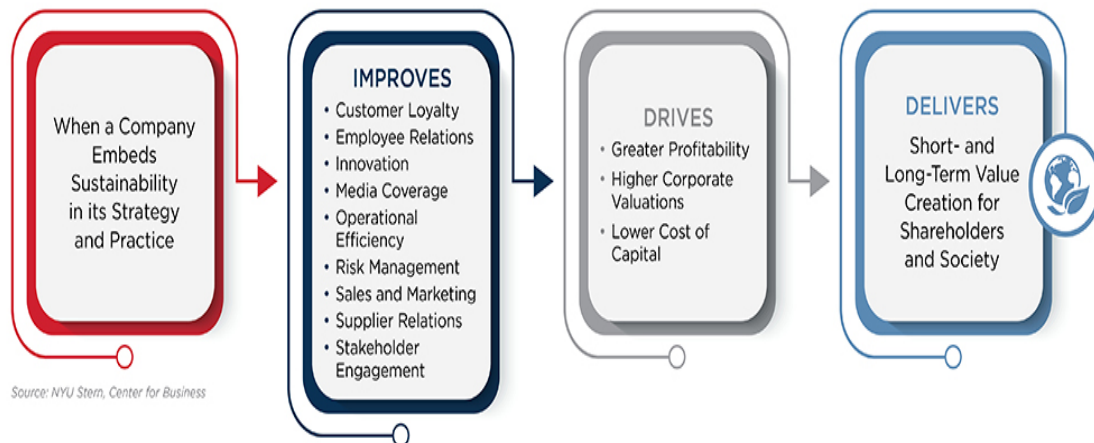 When a Company
Embeds
Sustainability
in its Strategy
and Practice
IMPROVES
• Customer Loyalty
• Employee Relations
• Innovation
• Media Coverage
• Operational
Efficiency
• Risk Management
• Sales and Marketing
• Supplier Relations
• Stakeholder
Engagement
DRIVES
• Greater Profitability
• Higher Corporate
Valuations
• Lower Cost of
Capital
DELIVERS
Short- and
Long-Term Value
Creation for
Shareholders
and Society
Source: NYU Stern, Center for Business